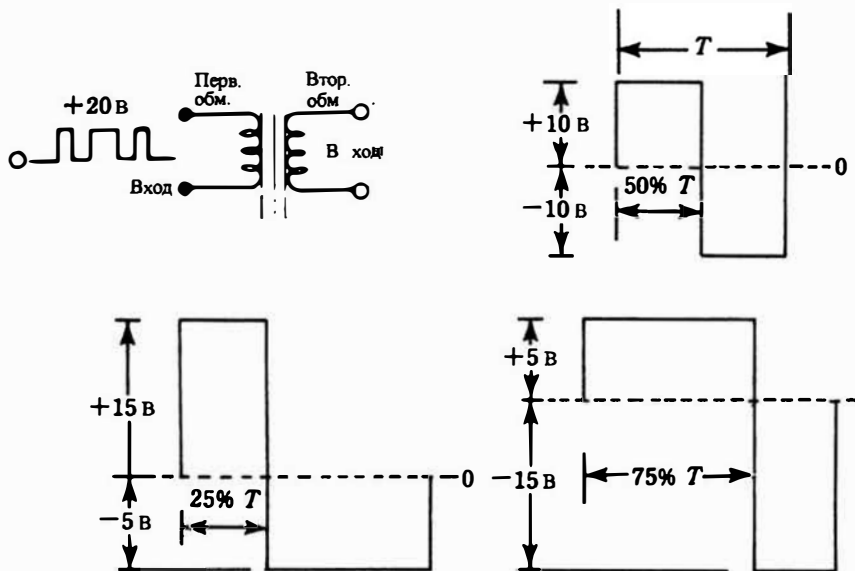 T
Перв.
обм.
Втор.
обм
+20 В
Вход
+10 В
0
50% T
−10 В
+15 В
0
25% T
−5 В
+5 В
−15 В
75% T